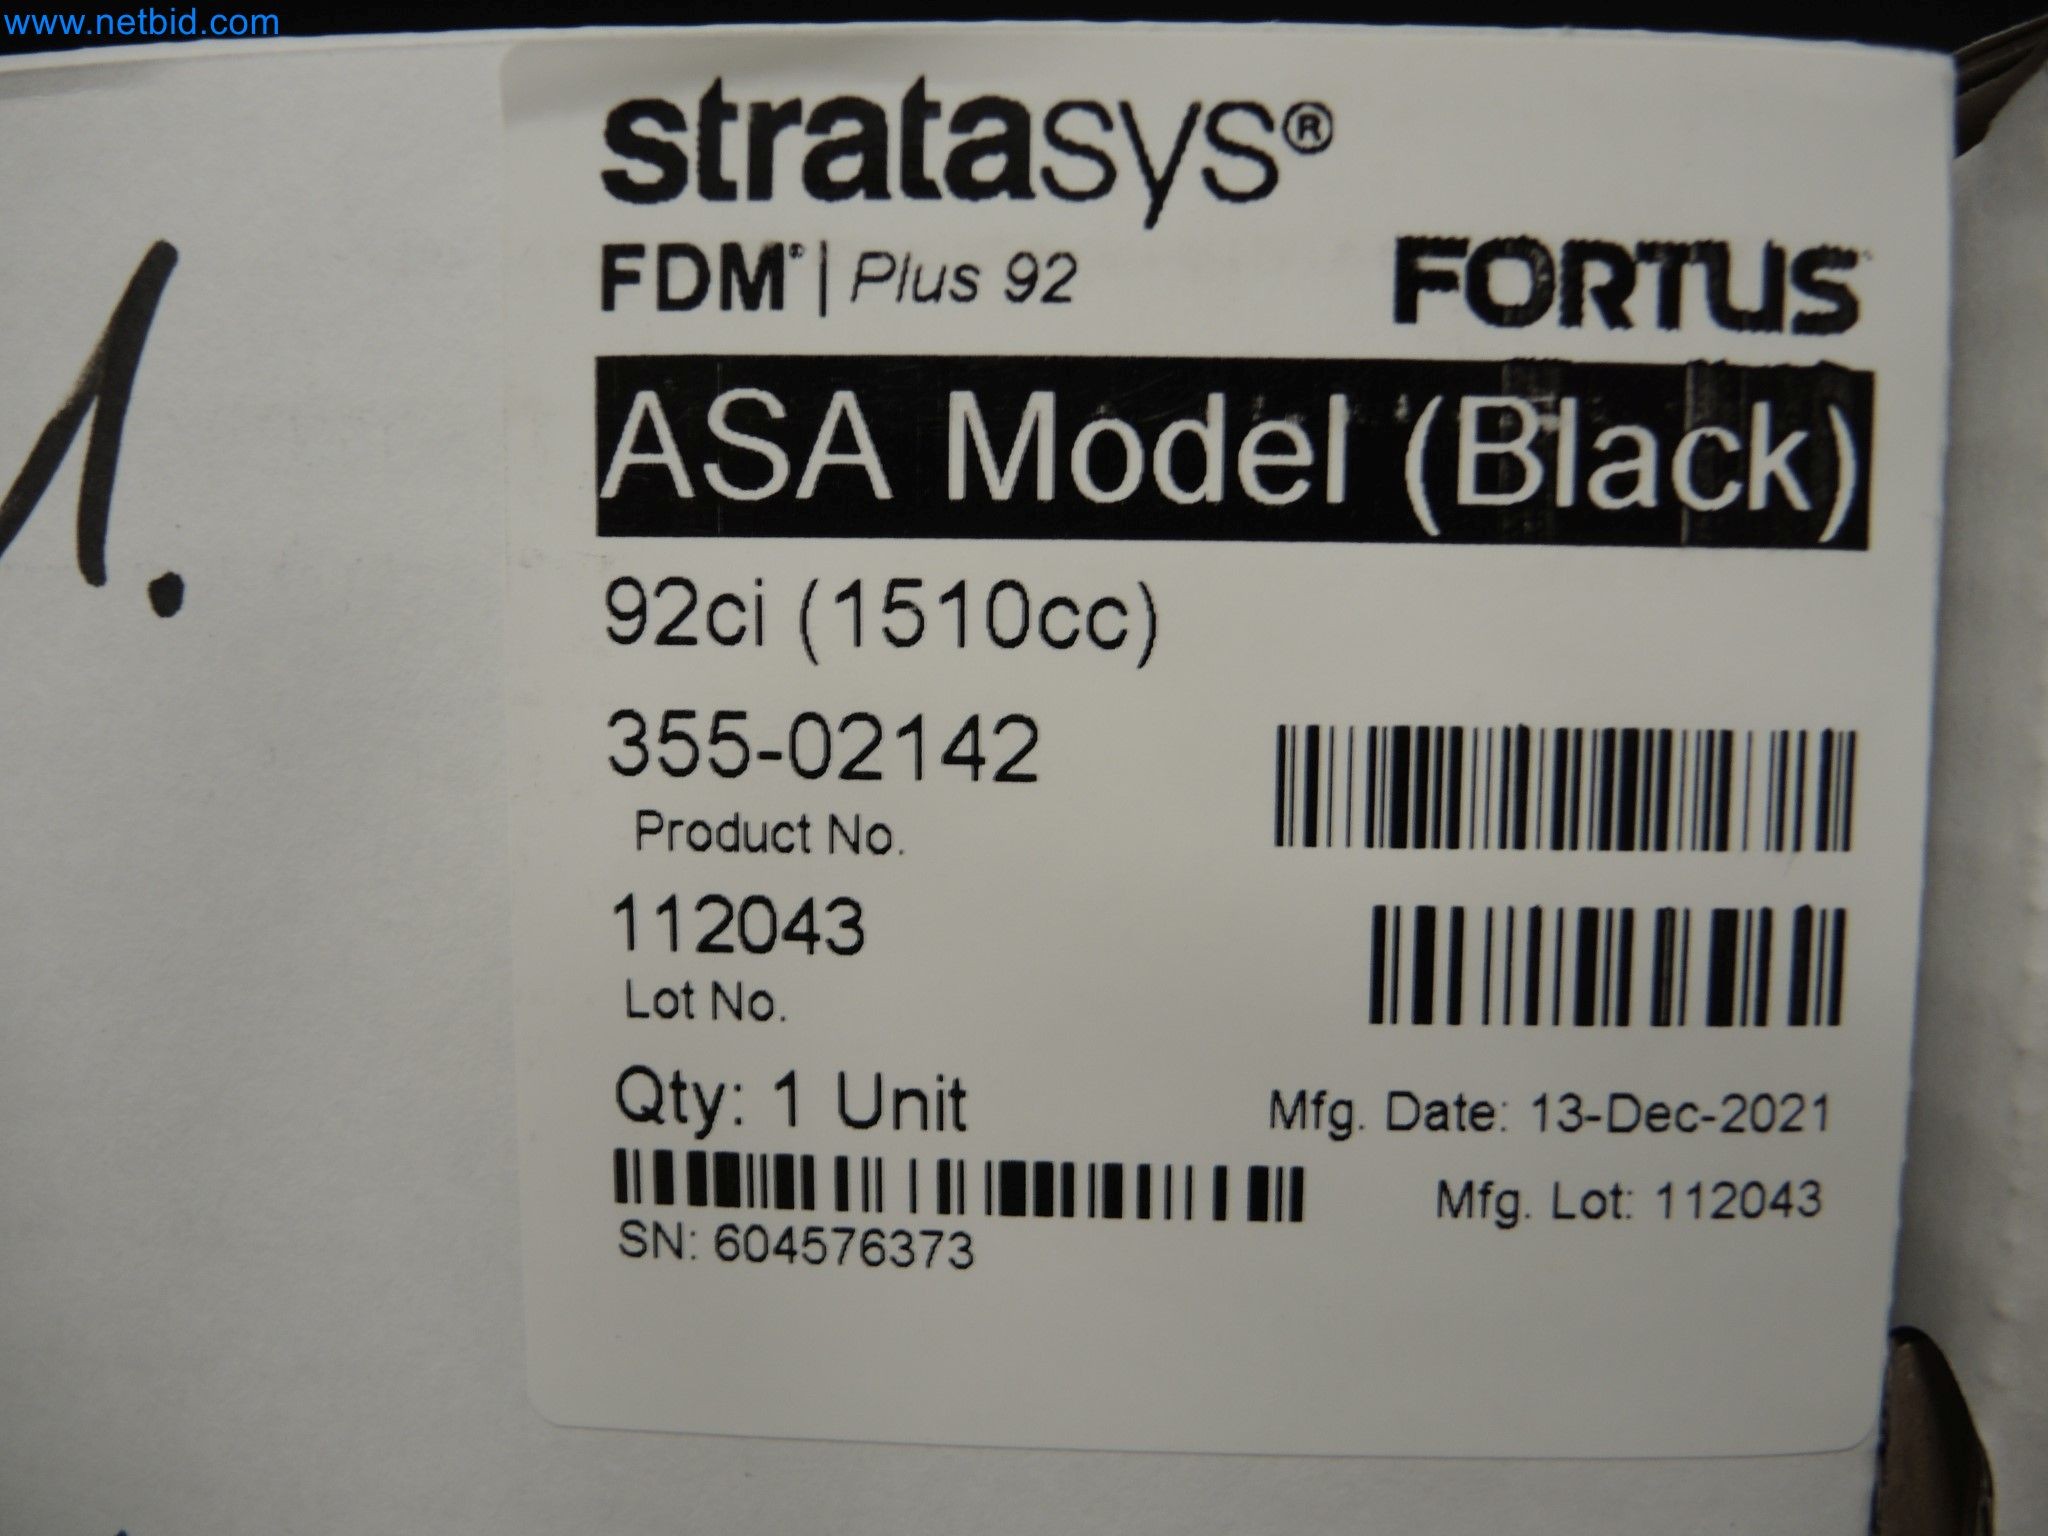 www.netbid.com
stratasys®
FDM® | Plus 92
FORTUS
ASA Model (Black)
92ci (1510cc)
355-02142
Product No.
112043
Lot No.
Qty: 1 Unit
Mfg. Date: 13-Dec-2021
Mfg. Lot: 112043
SN: 604576373
1.